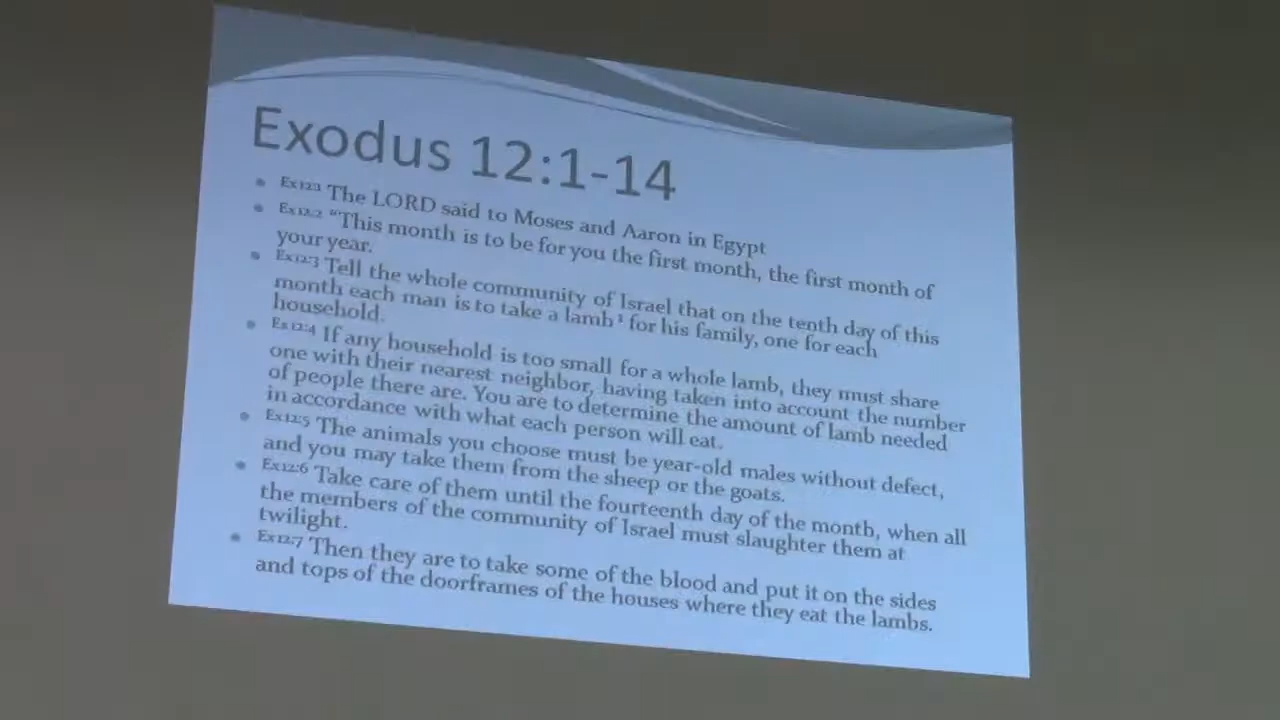 Exodus 12:1-14
• Ex12:1 The LORD said to Moses and Aaron in Egypt
• Ex12:2 “This month is to be for you the first month, the first month of
your year.
• Ex12:3 Tell the whole community of Israel that on the tenth day of this
month each man is to take a lamb¹ for his family, one for each
household.
• Ex12:4 If any household is too small for a whole lamb, they must share
one with their nearest neighbor, having taken into account the number
of people there are. You are to determine the amount of lamb needed
in accordance with what each person will eat.
• Ex12:5 The animals you choose must be year-old males without defect,
and you may take them from the sheep or the goats.
• Ex12:6 Take care of them until the fourteenth day of the month, when all
the members of the community of Israel must slaughter them at
twilight.
• Ex12:7 Then they are to take some of the blood and put it on the sides
and tops of the doorframes of the houses where they eat the lambs.